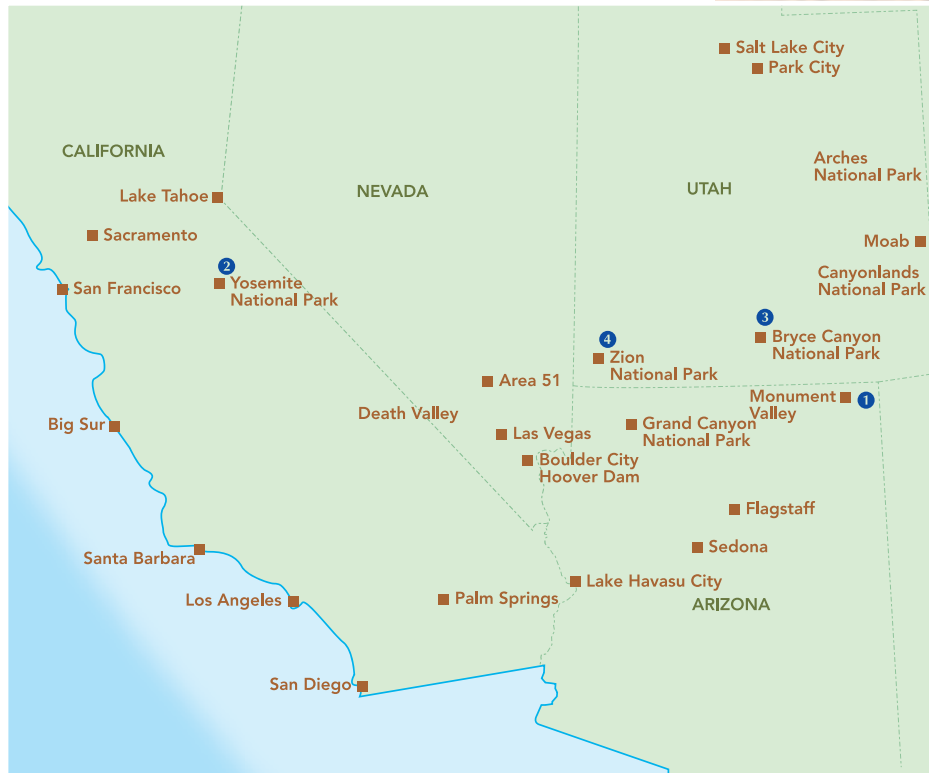 Salt Lake City
Park City
CALIFORNIA
Arches
National Park
NEVADA
UTAH
Lake Tahoe
Sacramento
Moab
2
Yosemite
National Park
San Francisco
Canyonlands
National Park
3
Bryce Canyon
National Park
4
Zion
National Park
Area 51
Monument
Valley
1
Death Valley
Big Sur
Grand Canyon
National Park
Las Vegas
Boulder City
Hoover Dam
Flagstaff
Sedona
Santa Barbara
Lake Havasu City
Los Angeles
Palm Springs
ARIZONA
San Diego